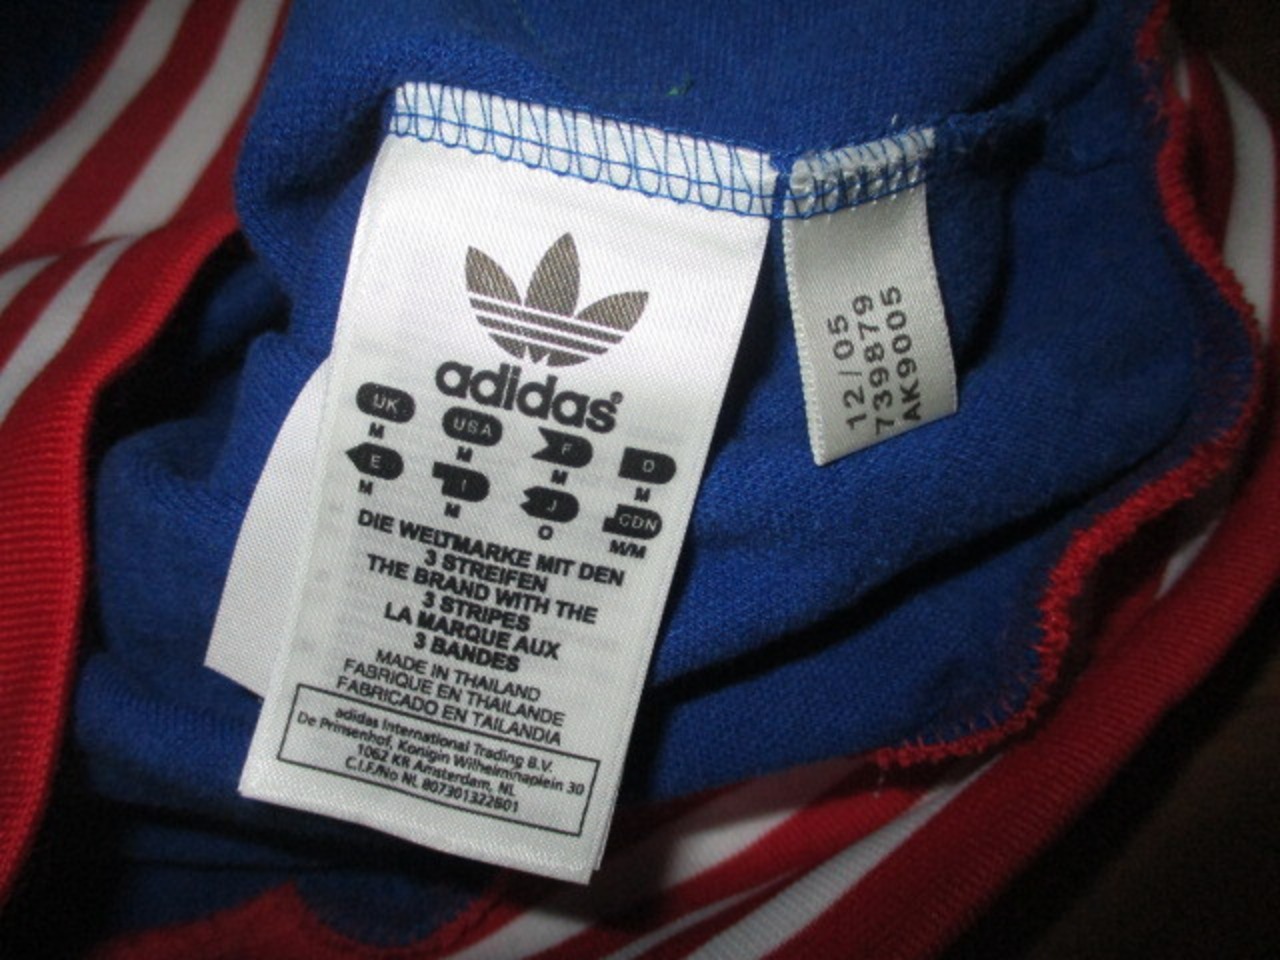 adidas®
UK USA F D
M M M M
E I J CDN
M M O M/M
DIE WELTMARKE MIT DEN
3 STREIFEN
THE BRAND WITH THE
3 STRIPES
LA MARQUE AUX
3 BANDES
MADE IN THAILAND
FABRIQUE EN THAILANDE
FABRICADO EN TAILANDIA
adidas International Trading B.V.
De Prinsenhof, Konigin Wilhelminaplein 30
1062 KR Amsterdam, NL
C.I.F./No NL 807301322B01
12/05
739879
AK9005